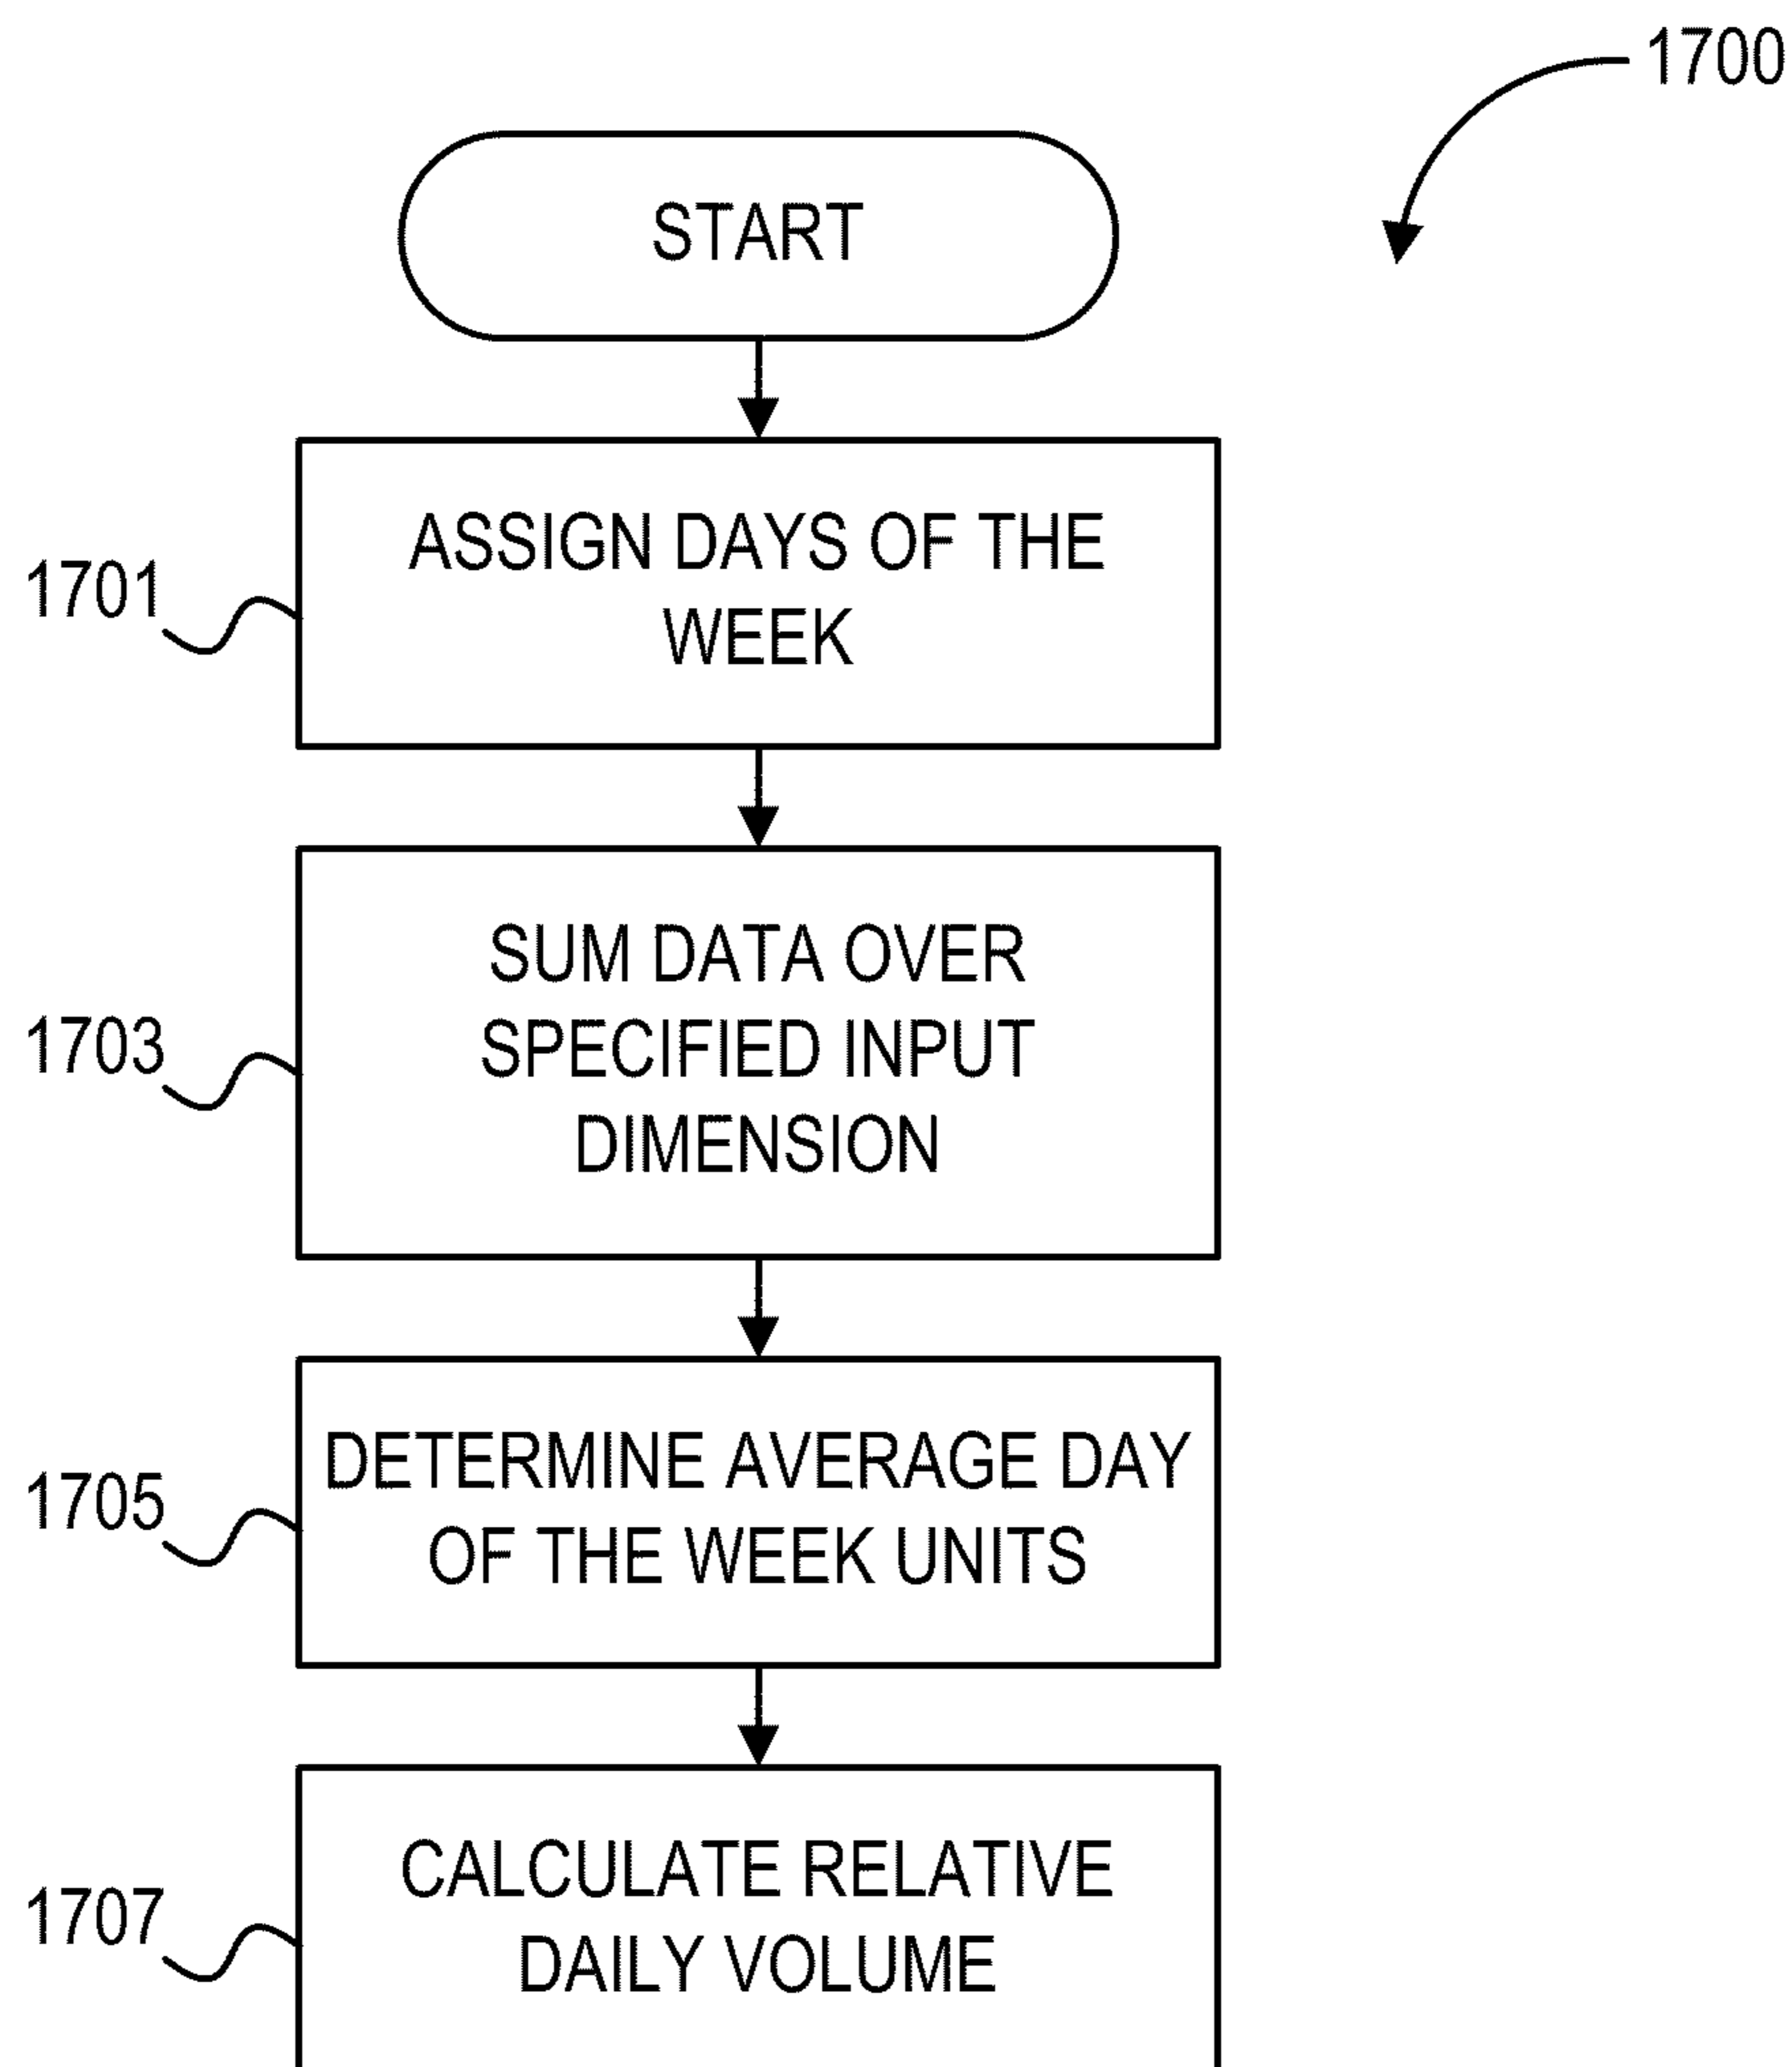 1700
START
ASSIGN DAYS OF THE
WEEK
1701
SUM DATA OVER
SPECIFIED INPUT
DIMENSION
1703
DETERMINE AVERAGE DAY
OF THE WEEK UNITS
1705
CALCULATE RELATIVE
DAILY VOLUME
1707